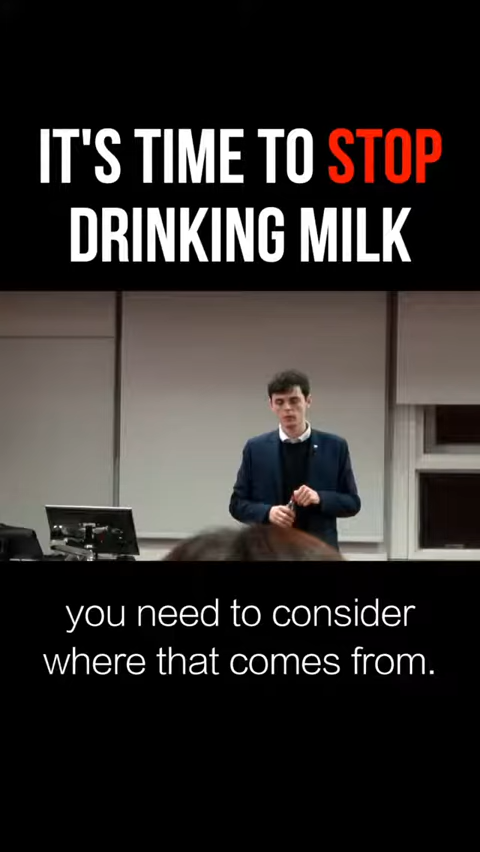 IT'S TIME TO STOP
DRINKING MILK
you need to consider
where that comes from.